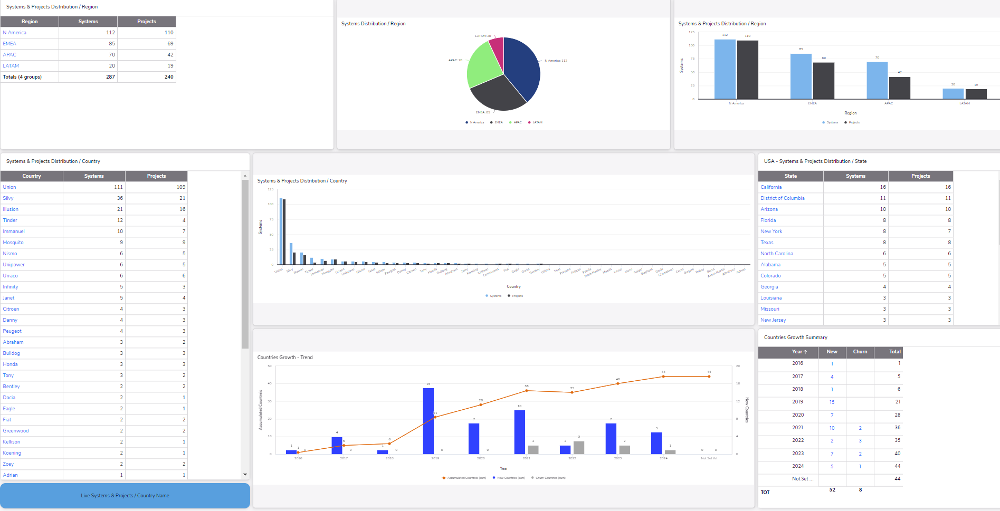 Systems & Projects Distribution / Region
Region Systems Projects
N America 112 110
EMEA 85 69
APAC 70 42
LATAM 20 19
Totals (4 groups) 287 240
Systems Distribution / Region
LATAM: 20
APAC: 70
N America: 112
EMEA: 85
N America EMEA APAC LATAM
Systems & Projects Distribution / Region
125
100
75
50
25
0
Systems
112 110
85 69
70 42
20 19
N America EMEA APAC LATAM
Region
Systems Projects
Systems & Projects Distribution / Country
Country Systems Projects
Union 111 109
Silvy 36 21
Illusion 21 16
Tinder 12 4
Immanuel 10 7
Mosquito 9 9
Nismo 6 5
Unipower 6 5
Urraco 6 6
Infinity 5 3
Janet 5 4
Citroen 4 3
Danny 4 3
Peugeot 4 3
Abraham 3 2
Bulldog 3 3
Honda 3 3
Tony 3 2
Bentley 2 2
Dacia 2 1
Eagle 2 1
Fiat 2 2
Greenwood 2 2
Kellison 2 1
Koening 2 1
Zoey 2 2
Adrian 1 1
Live Systems & Projects / Country Name
Systems & Projects Distribution / Country
125
100
75
50
25
0
Systems
Union Silvy Illusion Tinder Immanuel Mosquito Urraco Unipower Nismo Janet Infinity Peugeot Danny Citroen Tony Honda Bulldog Abraham Zoey Koening Kellison Greenwood Fiat Eagle Dacia Bentley Ultima Seat Porsche Pelican Panda Nash Healey Mazda Isuzu Geiger Elephant Dodo Chameleon Bugatti Aston Martin Albatross Adrian
Country
Systems Projects
USA - Systems & Projects Distribution / State
State Systems Projects
California 16 16
District of Columbia 11 11
Arizona 10 10
Florida 8 8
New York 8 7
Texas 8 8
North Carolina 6 6
Alabama 5 5
Colorado 5 5
Georgia 4 4
Louisiana 3 3
Missouri 3 3
New Jersey 3 3
Countries Growth - Trend
50
40
30
20
10
0
Accumulated Countreis
1 1 0
4 5 0
1 6 0
15 21 0
7 28 0
10 36 2
2 35 3
7 40 2
5 44 1
0 44 0
20
16
12
8
4
0
New Countries
2016 2017 2018 2019 2020 2021 2022 2023 2024 Not Set Yet
Year
Accumulated Countreis (sum) New Countries (sum) Churn Countries (sum)
Countries Growth Summary
Year ↑ New Churn Total
2016 1 1
2017 4 5
2018 1 6
2019 15 21
2020 7 28
2021 10 2 36
2022 2 3 35
2023 7 2 40
2024 5 1 44
Not Set ... 44
TOT 52 8